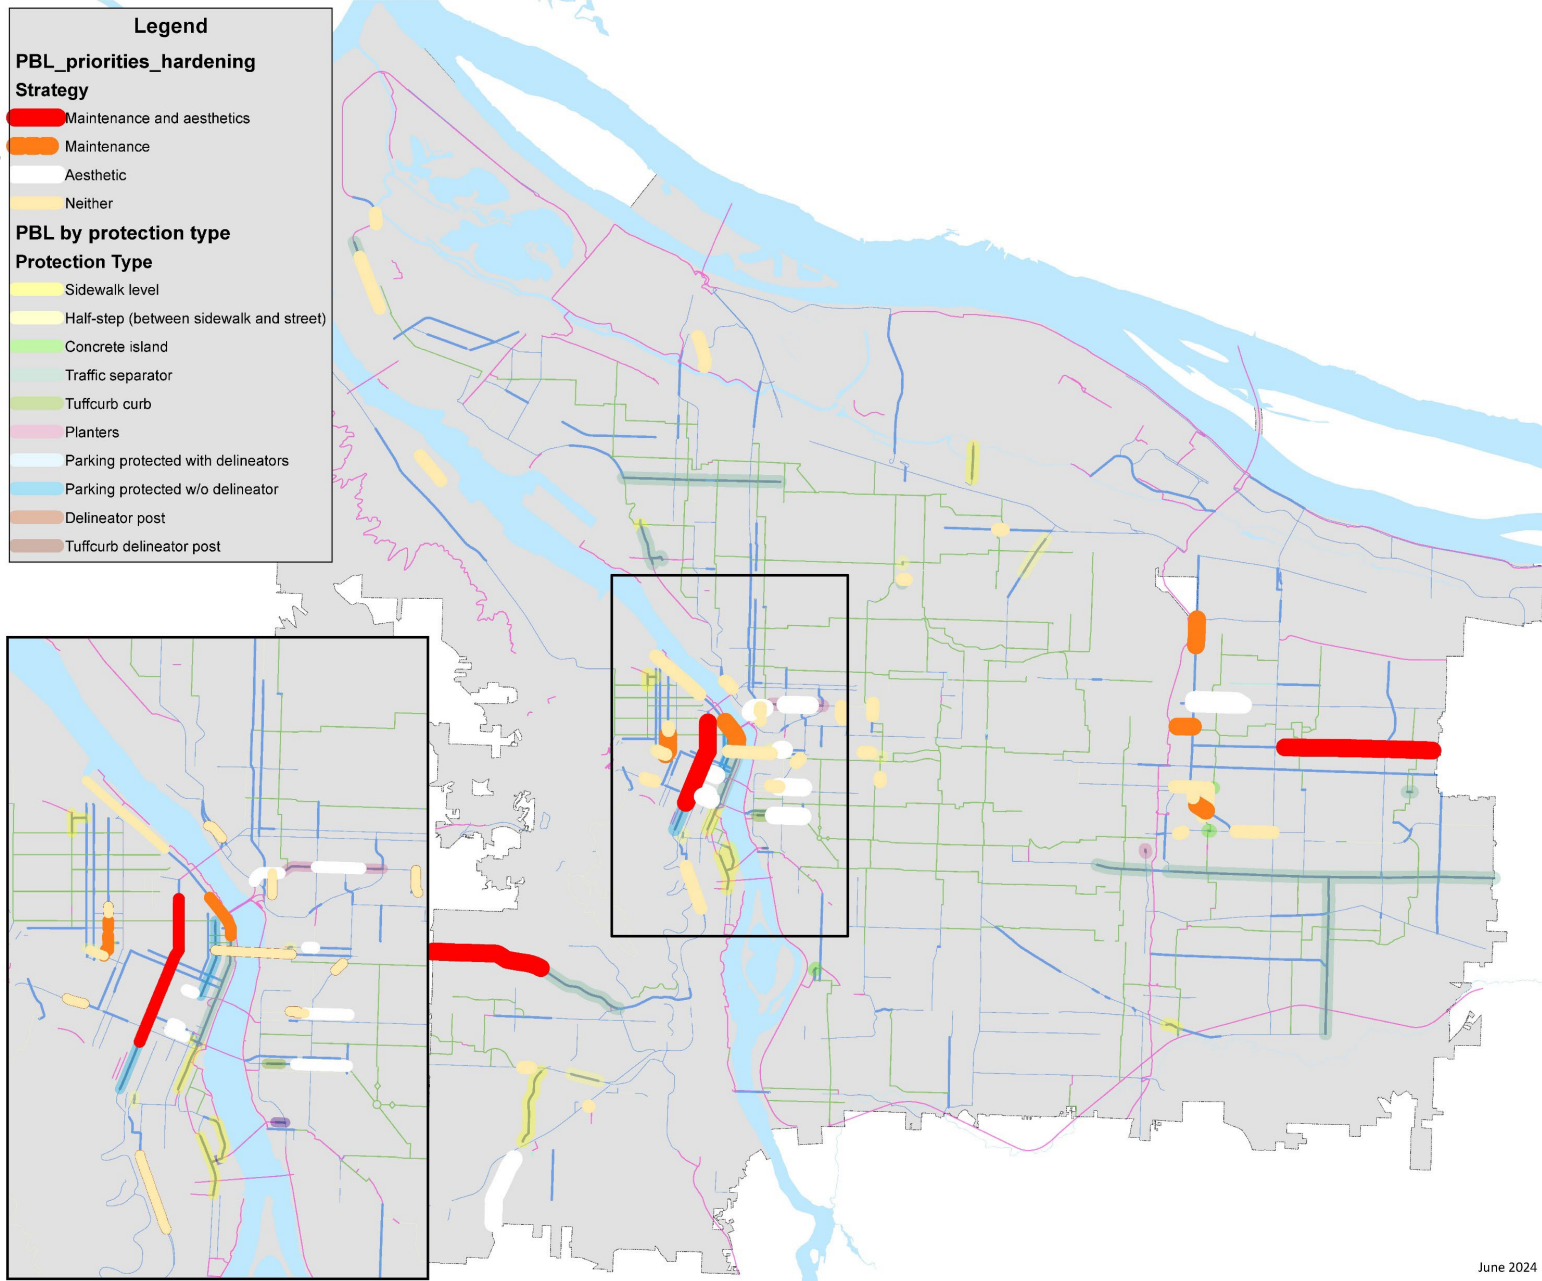 Legend
PBL_priorities_hardening
Strategy
Maintenance and aesthetics
Maintenance
Aesthetic
Neither
PBL by protection type
Protection Type
Sidewalk level
Half-step (between sidewalk and street)
Concrete island
Traffic separator
Tuffcurb curb
Planters
Parking protected with delineators
Parking protected w/o delineator
Delineator post
Tuffcurb delineator post
June 2024